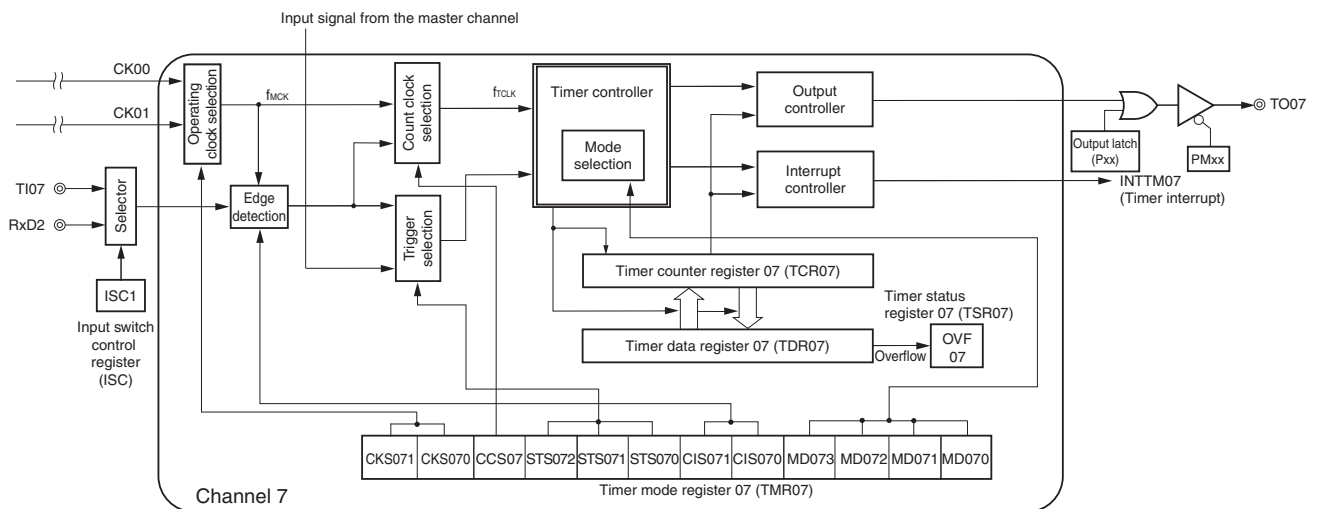 Input signal from the master channel
CK00
CK01
Operating
clock selection
fMCK
Count clock
selection
fTCLK
Timer controller
Mode
selection
Output
controller
Interrupt
controller
Output latch
(Pxx)
PMxx
TO07
INTTM07
(Timer interrupt)
TI07
RxD2
Selector
Edge
detection
Trigger
selection
ISC1
Input switch
control
register
(ISC)
Timer counter register 07 (TCR07)
Timer data register 07 (TDR07)
Timer status
register 07 (TSR07)
Overflow
OVF
07
CKS071
CKS070
CCS07
STS072
STS071
STS070
CIS071
CIS070
MD073
MD072
MD071
MD070
Timer mode register 07 (TMR07)
Channel 7